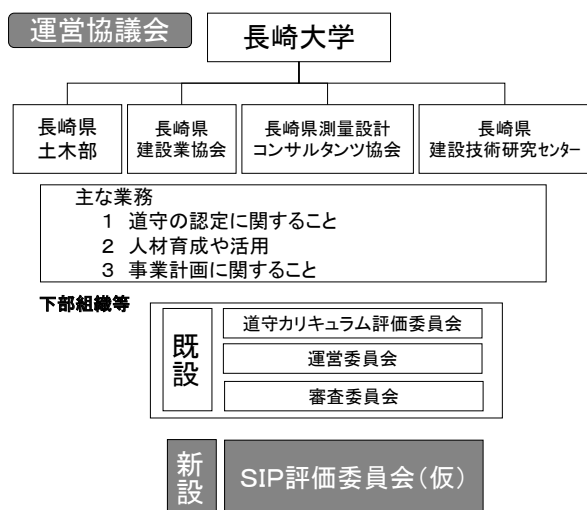 運営協議会
長崎大学
長崎県
土木部
長崎県
建設業協会
長崎県測量設計
コンサルタンツ協会
長崎県
建設技術研究センター
主な業務
1 道守の認定に関すること
2 人材育成や活用
3 事業計画に関すること
下部組織等
既設
道守カリキュラム評価委員会
運営委員会
審査委員会
新設
SIP評価委員会(仮)